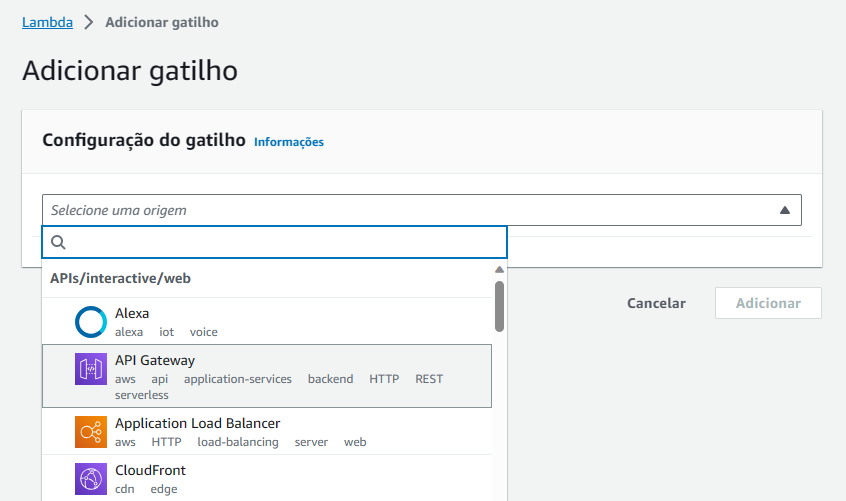 Lambda > Adicionar gatilho
Adicionar gatilho
Configuração do gatilho Informações
Selecione uma origem
APIs/interactive/web
Alexa
alexa iot voice
API Gateway
aws api application-services backend HTTP REST
serverless
Application Load Balancer
aws HTTP load-balancing server web
CloudFront
cdn edge
Cancelar Adicionar